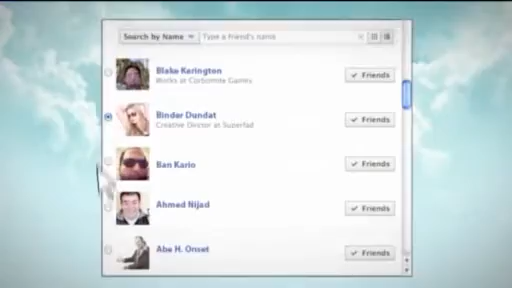 Search by Name
Type a friend's name
Blake Kerington
Works at Corbomite Games
Friends
Binder Dundat
Creative Director at Superfad
Friends
Ban Kario
Friends
Ahmed Nijad
Friends
Abe H. Onset
Friends